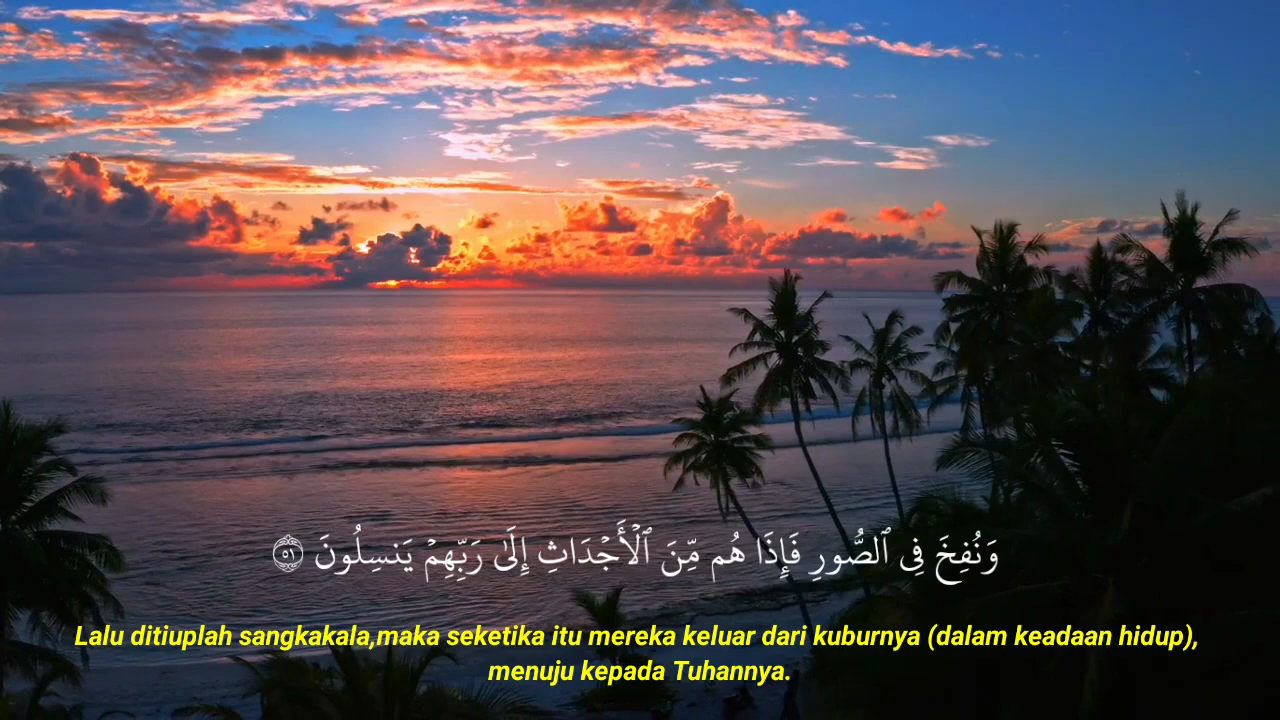 وَنُفِخَ فِى ٱلصُّورِ فَإِذَا هُم مِّنَ ٱلْأَجْدَاثِ إِلَىٰ رَبِّهِمْ يَنسِلُونَ ۝٥١
Lalu ditiuplah sangkakala,maka seketika itu mereka keluar dari kuburnya (dalam keadaan hidup),
menuju kepada Tuhannya.